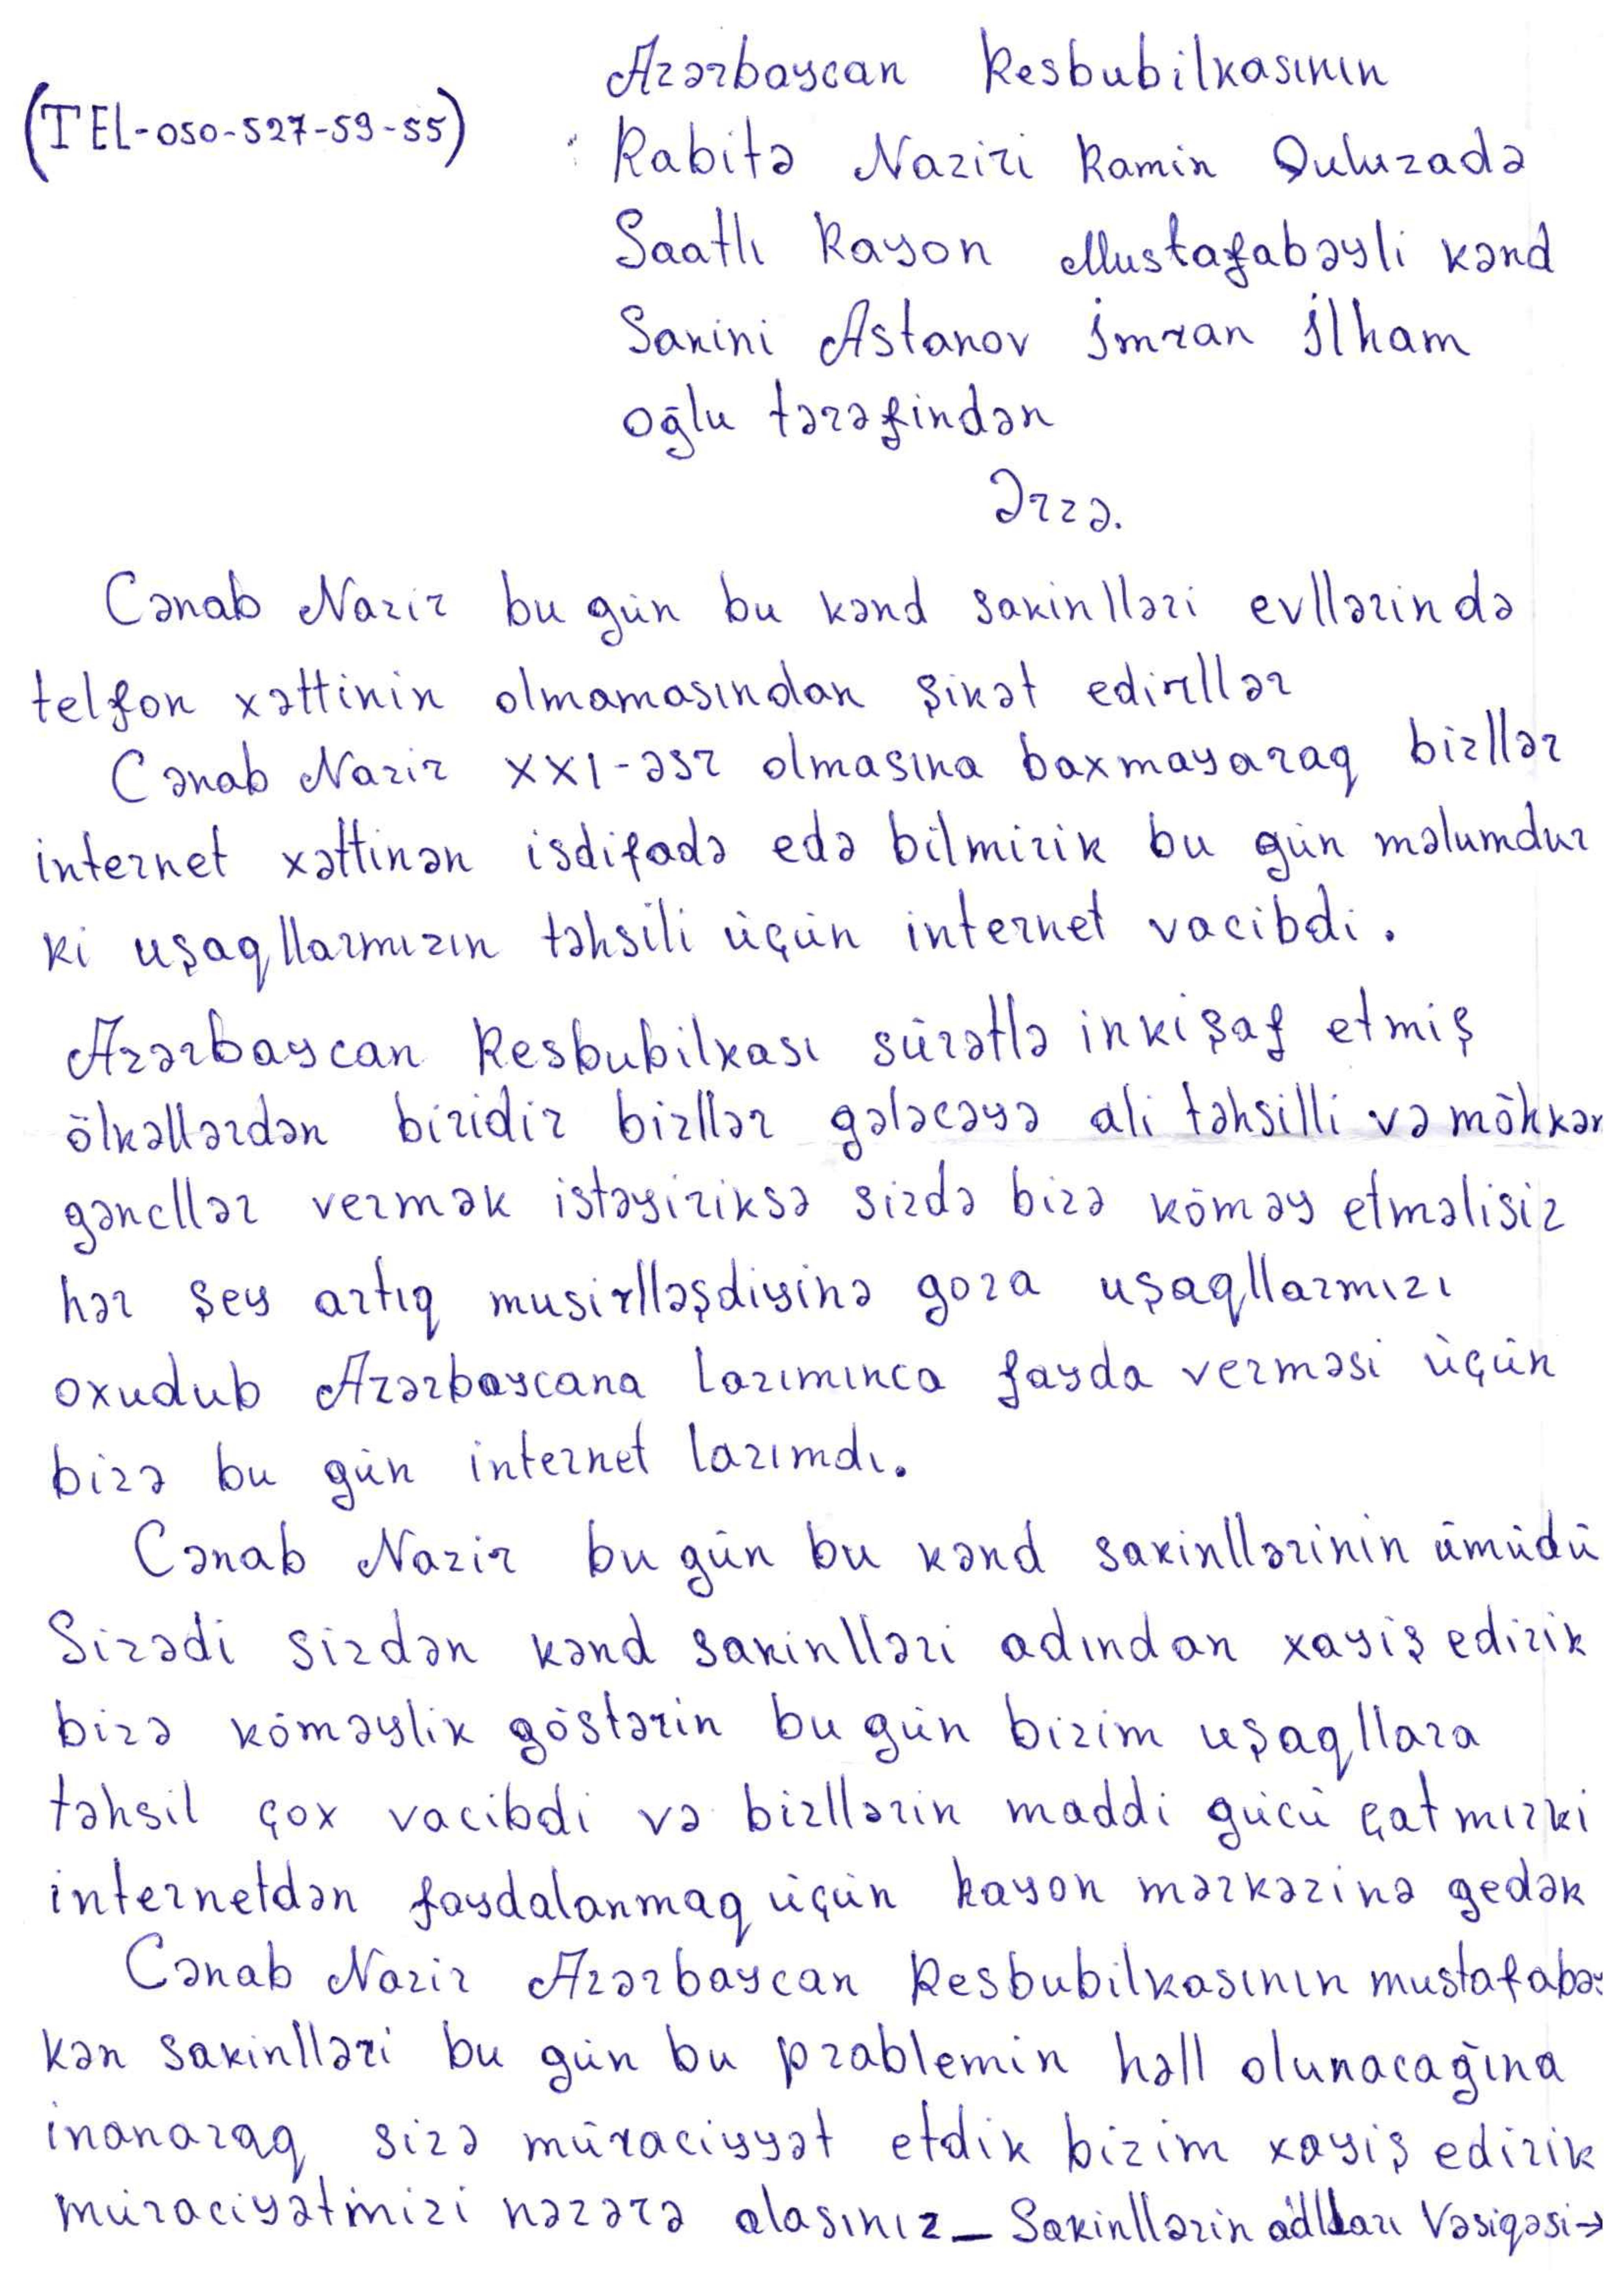 (TEL-050-527-59-55)
Azərbaycan Resbubilkasının
Rabitə Naziri Ramin Quluzadə
Saatlı Rayon Mustafabəyli kənd
Sakini Astanov İmran İlham
oğlu tərəfindən
Ərzə.
Cənab Nazir bu gün bu kənd sakinlləri evllərində
telfon xəttinin olmamasından şikət edirllər
Cənab Nazir XXI-əsr olmasına baxmayaraq bizllər
internet xəttinən isdifadə edə bilmirik bu gün məlumdur
ki uşaqllarmızın təhsili üçün internet vacibdi.
Azərbaycan Resbubilkası sürətlə inkişaf etmiş
ölkəllərdən biridir bizllər gələcəyə ali təhsilli və möhkəm
gəncllər vermək istəyiriksə sizdə bizə köməy etməlisiz
hər şey artıq musirlləşdiyinə gora uşaqllarmızı
oxudub Azərbaycana lazımınca fayda verməsi üçün
bizə bu gün internet lazımdı.
Cənab Nazir bu gün bu kənd sakinllərinin ümüdü
Sizədi sizdən kənd sakinlləri adından xayiş edirik
bizə köməylik göstərin bu gün bizim uşaqllara
təhsil çox vacibdi və bizllərin maddi gücü çatmırki
internetdən faydalanmaq üçün Rayon mərkəzinə gedək
Cənab Nazir Azərbaycan Resbubilkasının mustafabəy
kən sakinlləri bu gün bu prablemin həll olunacağına
inanaraq sizə müraciyyət etdik bizim xayiş edirik
müraciyətmizi nəzərə alasınız_ Sakinllərin adlları Vəsiqəsi→